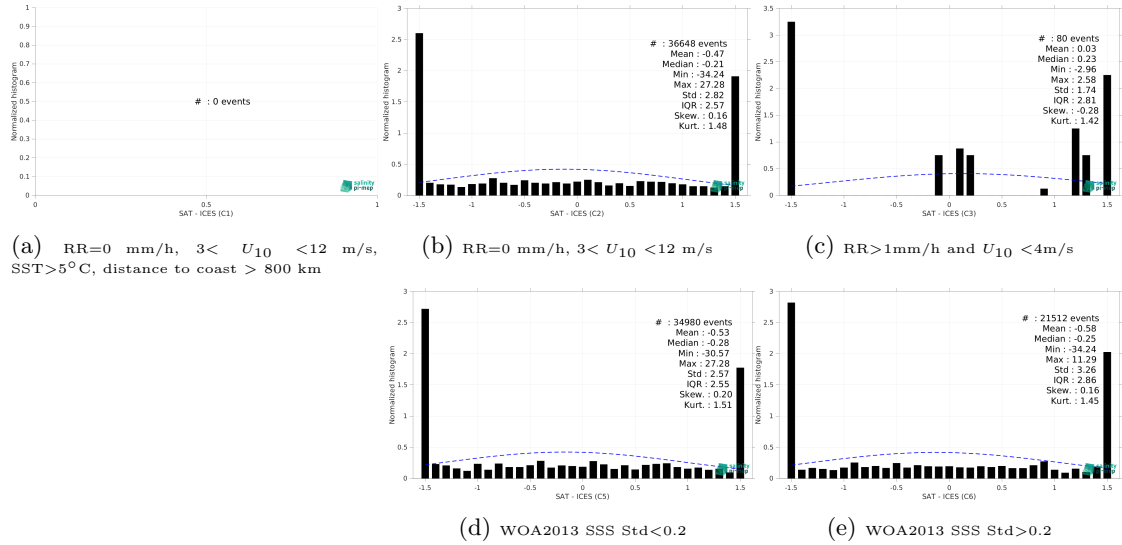 1
0.9
0.8
0.7
0.6
0.5
0.4
0.3
0.2
0.1
0
Normalized histogram
# : 0 events
salinity
pi-mep
0 0.5 1
SAT - ICES (C1)
(a) RR=0 mm/h, 3< U10 <12 m/s,
SST>5°C, distance to coast > 800 km
3
2.5
2
1.5
1
0.5
0
Normalized histogram
# : 36648 events
Mean : -0.47
Median : -0.21
Min : -34.24
Max : 27.28
Std : 2.82
IQR : 2.57
Skew. : 0.16
Kurt. : 1.48
salinity
pi-mep
-1.5 -1 -0.5 0 0.5 1 1.5
SAT - ICES (C2)
(b) RR=0 mm/h, 3< U10 <12 m/s
3.5
3
2.5
2
1.5
1
0.5
0
Normalized histogram
# : 80 events
Mean : 0.03
Median : 0.23
Min : -2.96
Max : 2.58
Std : 1.74
IQR : 2.81
Skew. : -0.28
Kurt. : 1.42
salinity
pi-mep
-1.5 -1 -0.5 0 0.5 1 1.5
SAT - ICES (C3)
(c) RR>1mm/h and U10 <4m/s
3
2.5
2
1.5
1
0.5
0
Normalized histogram
# : 34980 events
Mean : -0.53
Median : -0.28
Min : -30.57
Max : 27.28
Std : 2.57
IQR : 2.55
Skew. : 0.20
Kurt. : 1.51
salinity
pi-mep
-1.5 -1 -0.5 0 0.5 1 1.5
SAT - ICES (C5)
(d) WOA2013 SSS Std<0.2
3
2.5
2
1.5
1
0.5
0
Normalized histogram
# : 21512 events
Mean : -0.58
Median : -0.25
Min : -34.24
Max : 11.29
Std : 3.26
IQR : 2.86
Skew. : 0.16
Kurt. : 1.45
salinity
pi-mep
-1.5 -1 -0.5 0 0.5 1 1.5
SAT - ICES (C6)
(e) WOA2013 SSS Std>0.2